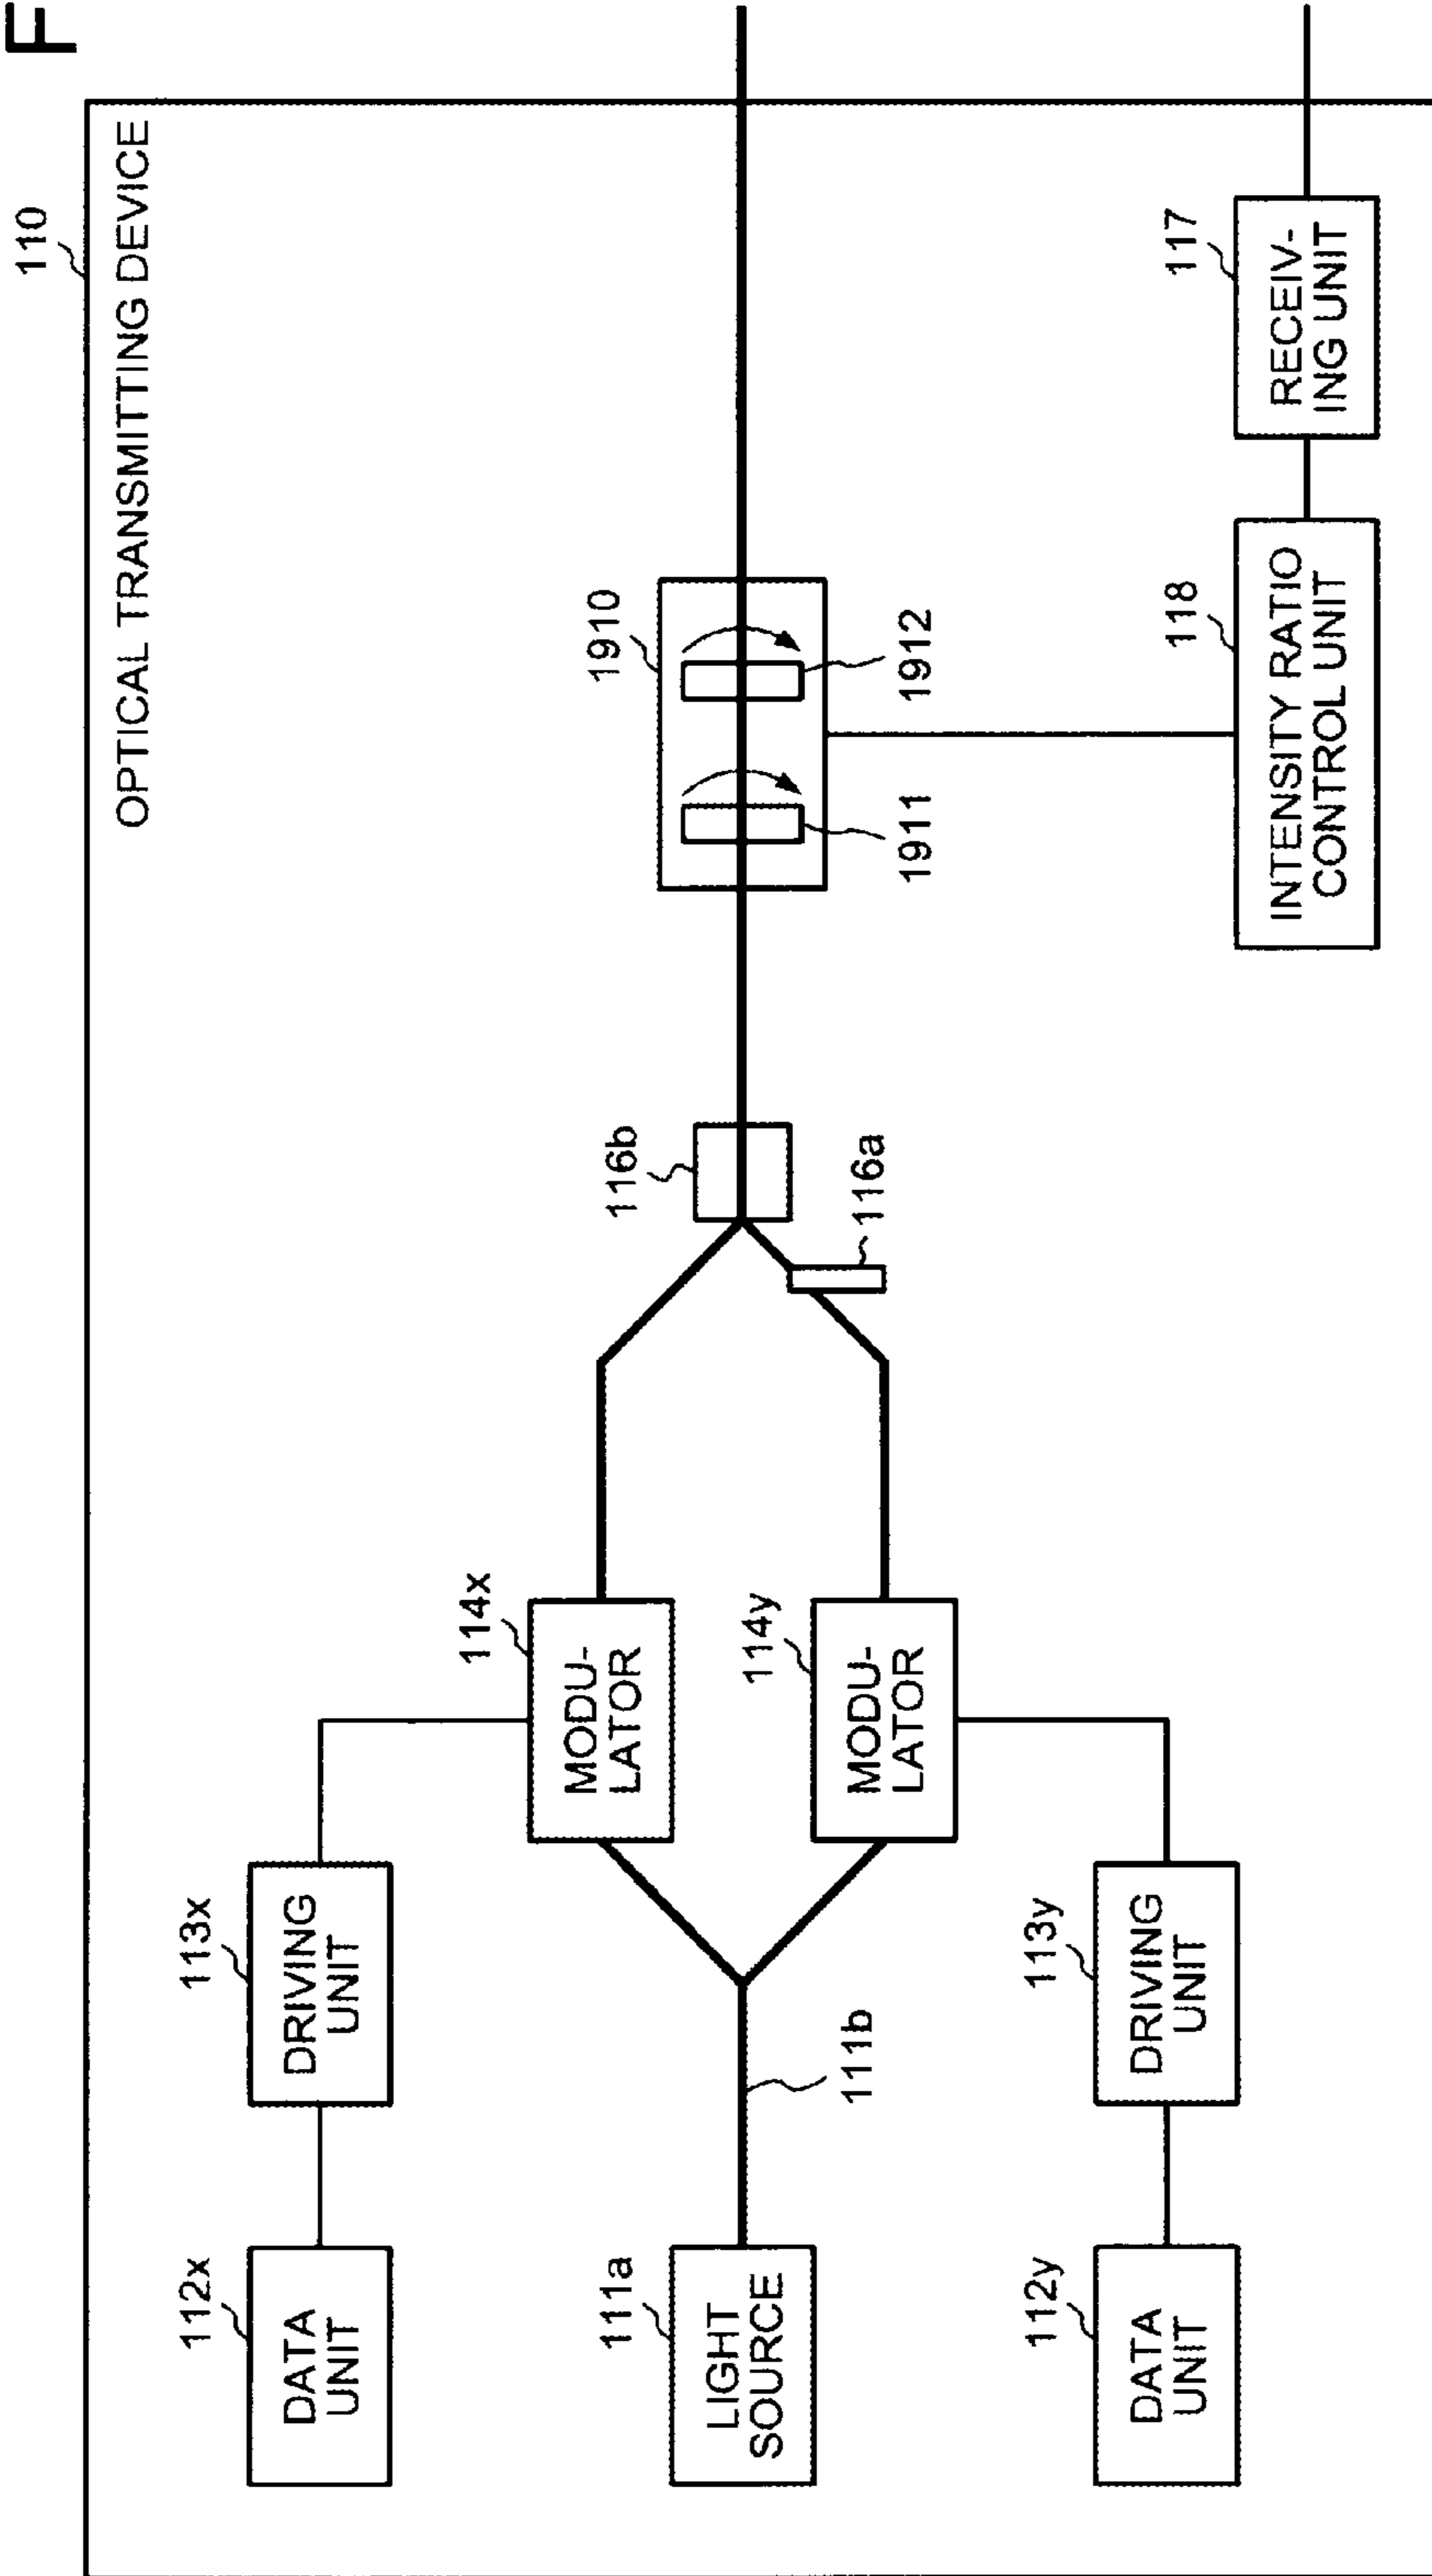 F
110
OPTICAL TRANSMITTING DEVICE
112x
DATA
UNIT
113x
DRIVING
UNIT
114x
MODU-
LATOR
111a
LIGHT
SOURCE
111b
114y
MODU-
LATOR
116b
116a
1910
1911
1912
112y
DATA
UNIT
113y
DRIVING
UNIT
118
INTENSITY RATIO
CONTROL UNIT
117
RECEIV-
ING UNIT